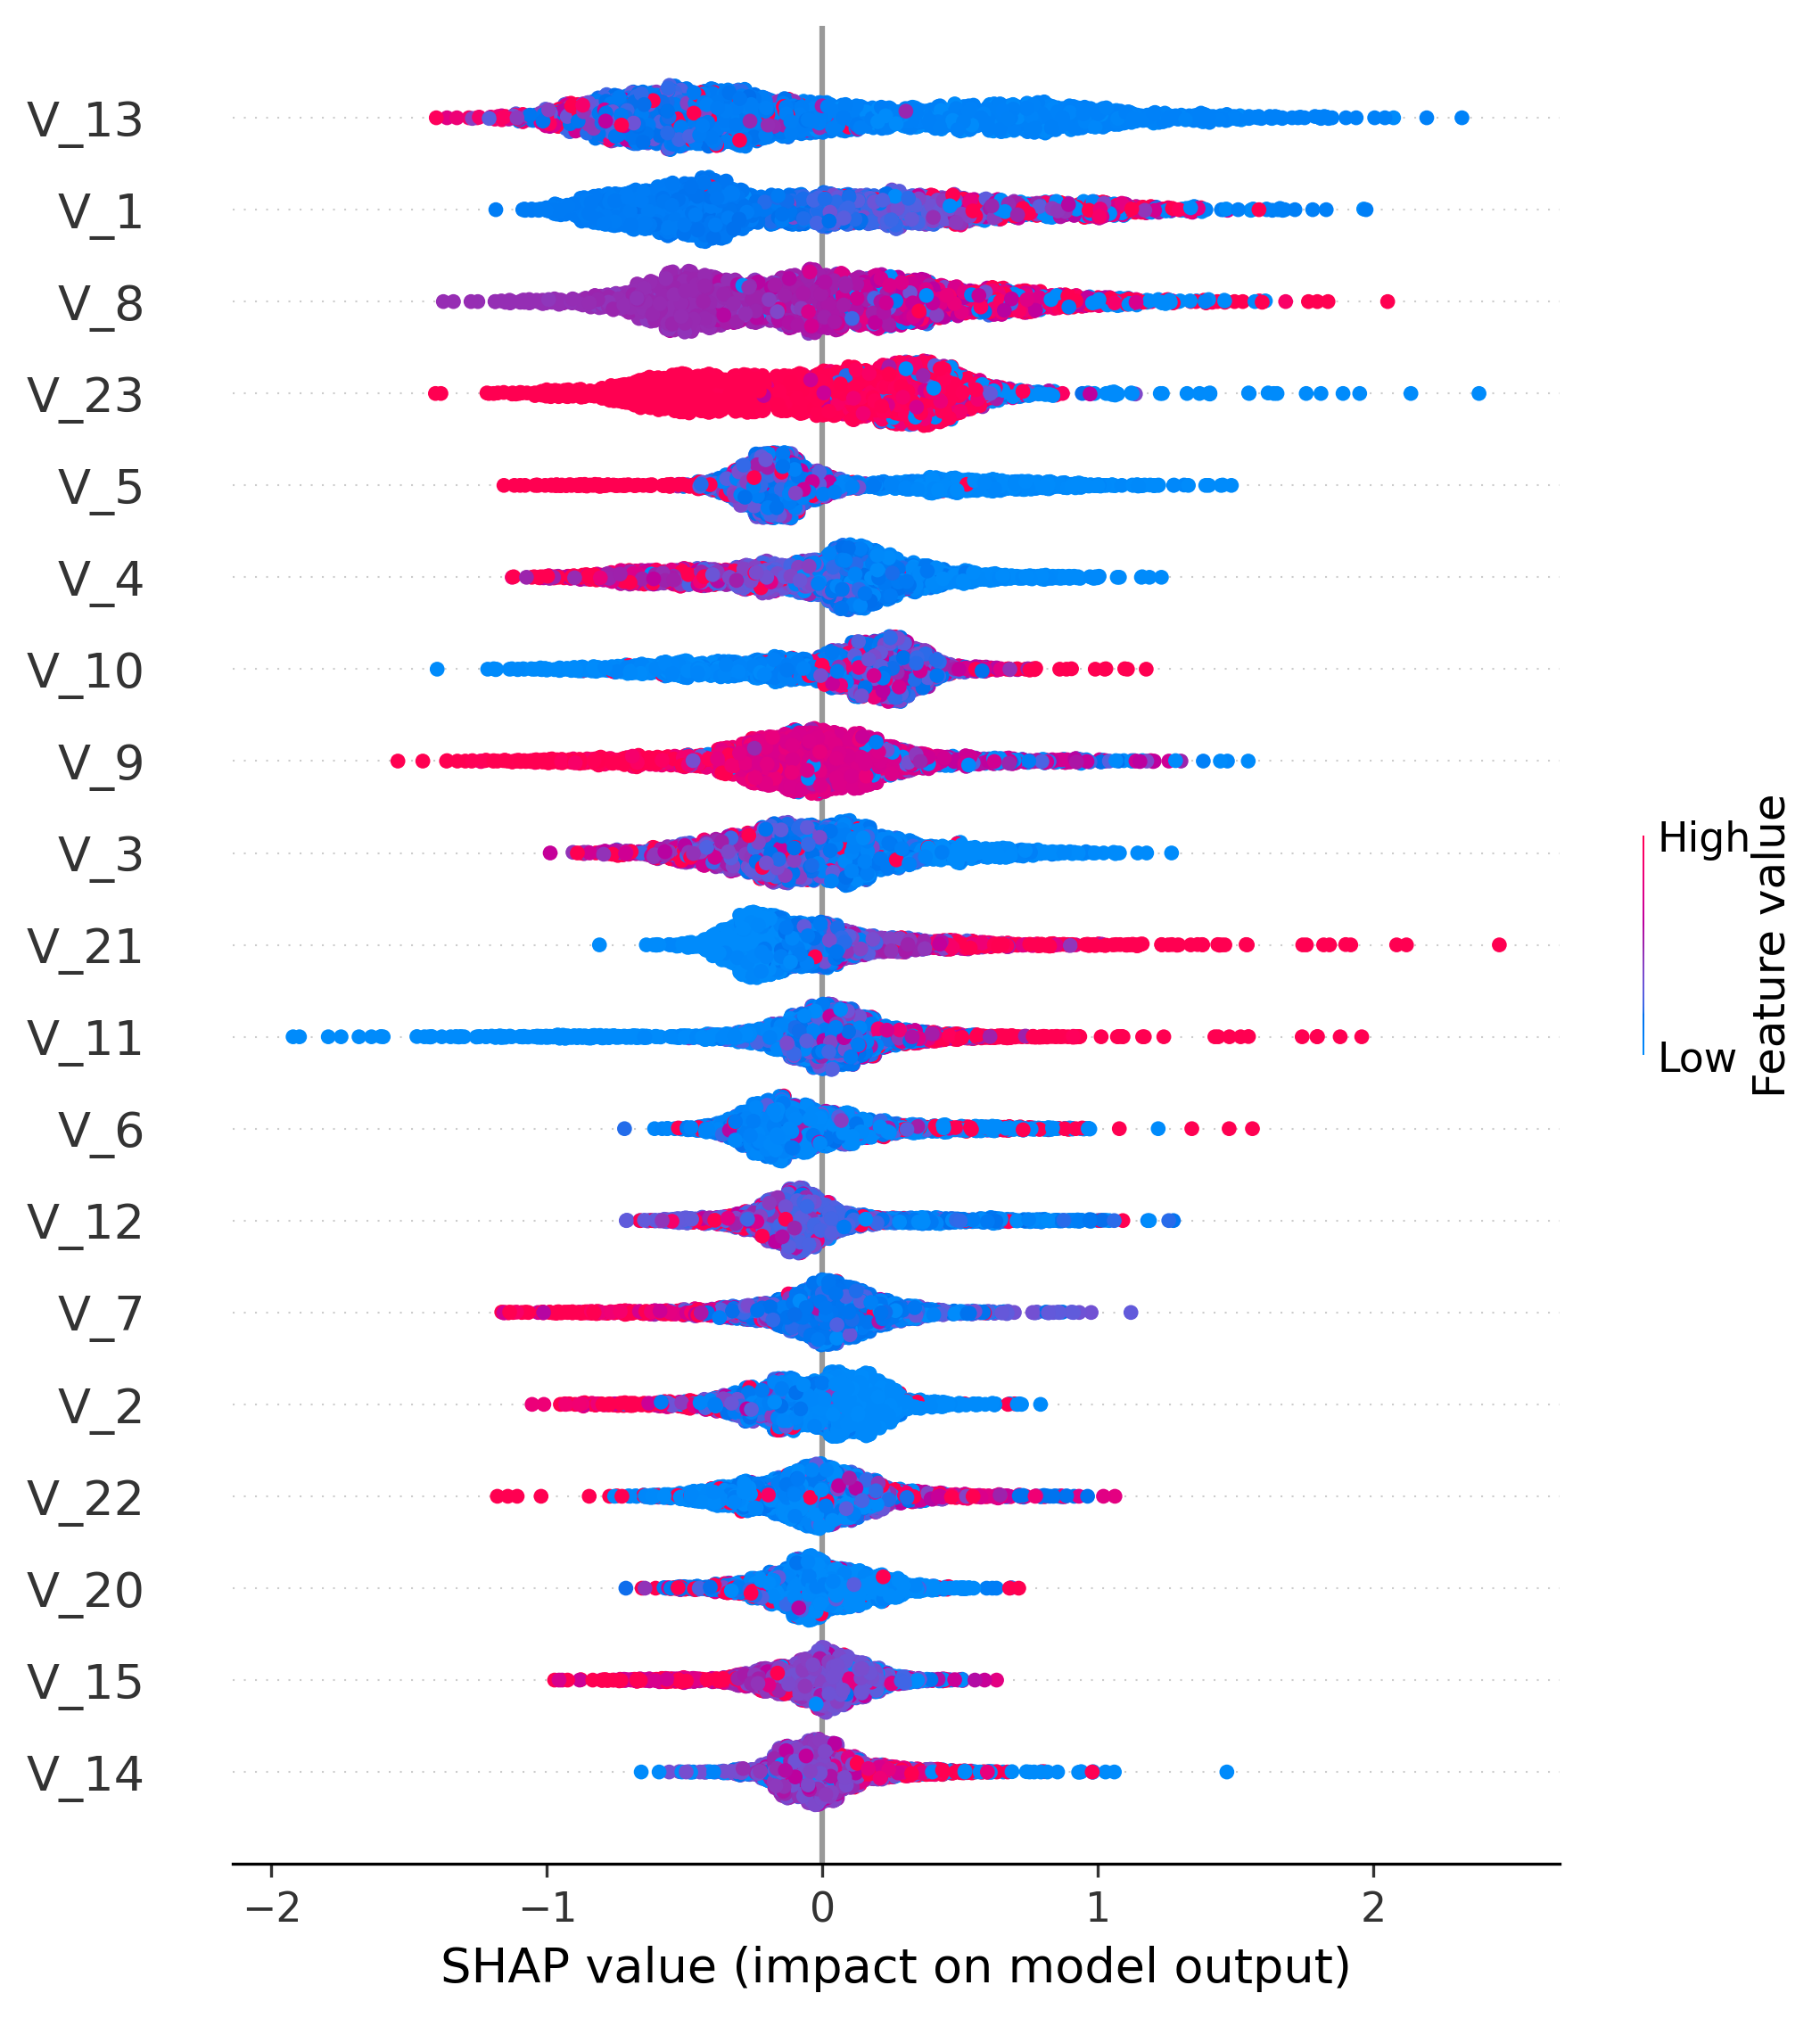 V_13
V_1
V_8
V_23
V_5
V_4
V_10
V_9
V_3
V_21
V_11
V_6
V_12
V_7
V_2
V_22
V_20
V_15
V_14
−2 −1 0 1 2
SHAP value (impact on model output)
High
Low
Feature value